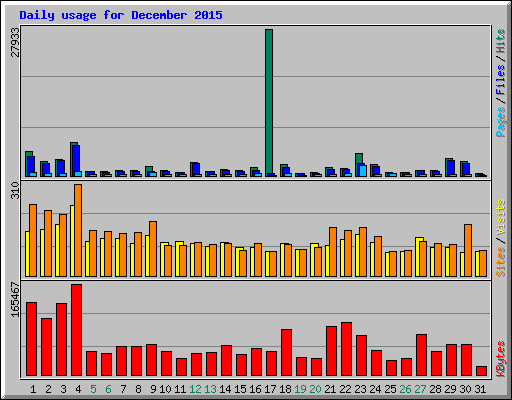 Daily usage for December 2015
27933
Pages / Files / Hits
310
Sites / Visits
165467
KBytes
1 2 3 4 5 6 7 8 9 10 11 12 13 14 15 16 17 18 19 20 21 22 23 24 25 26 27 28 29 30 31